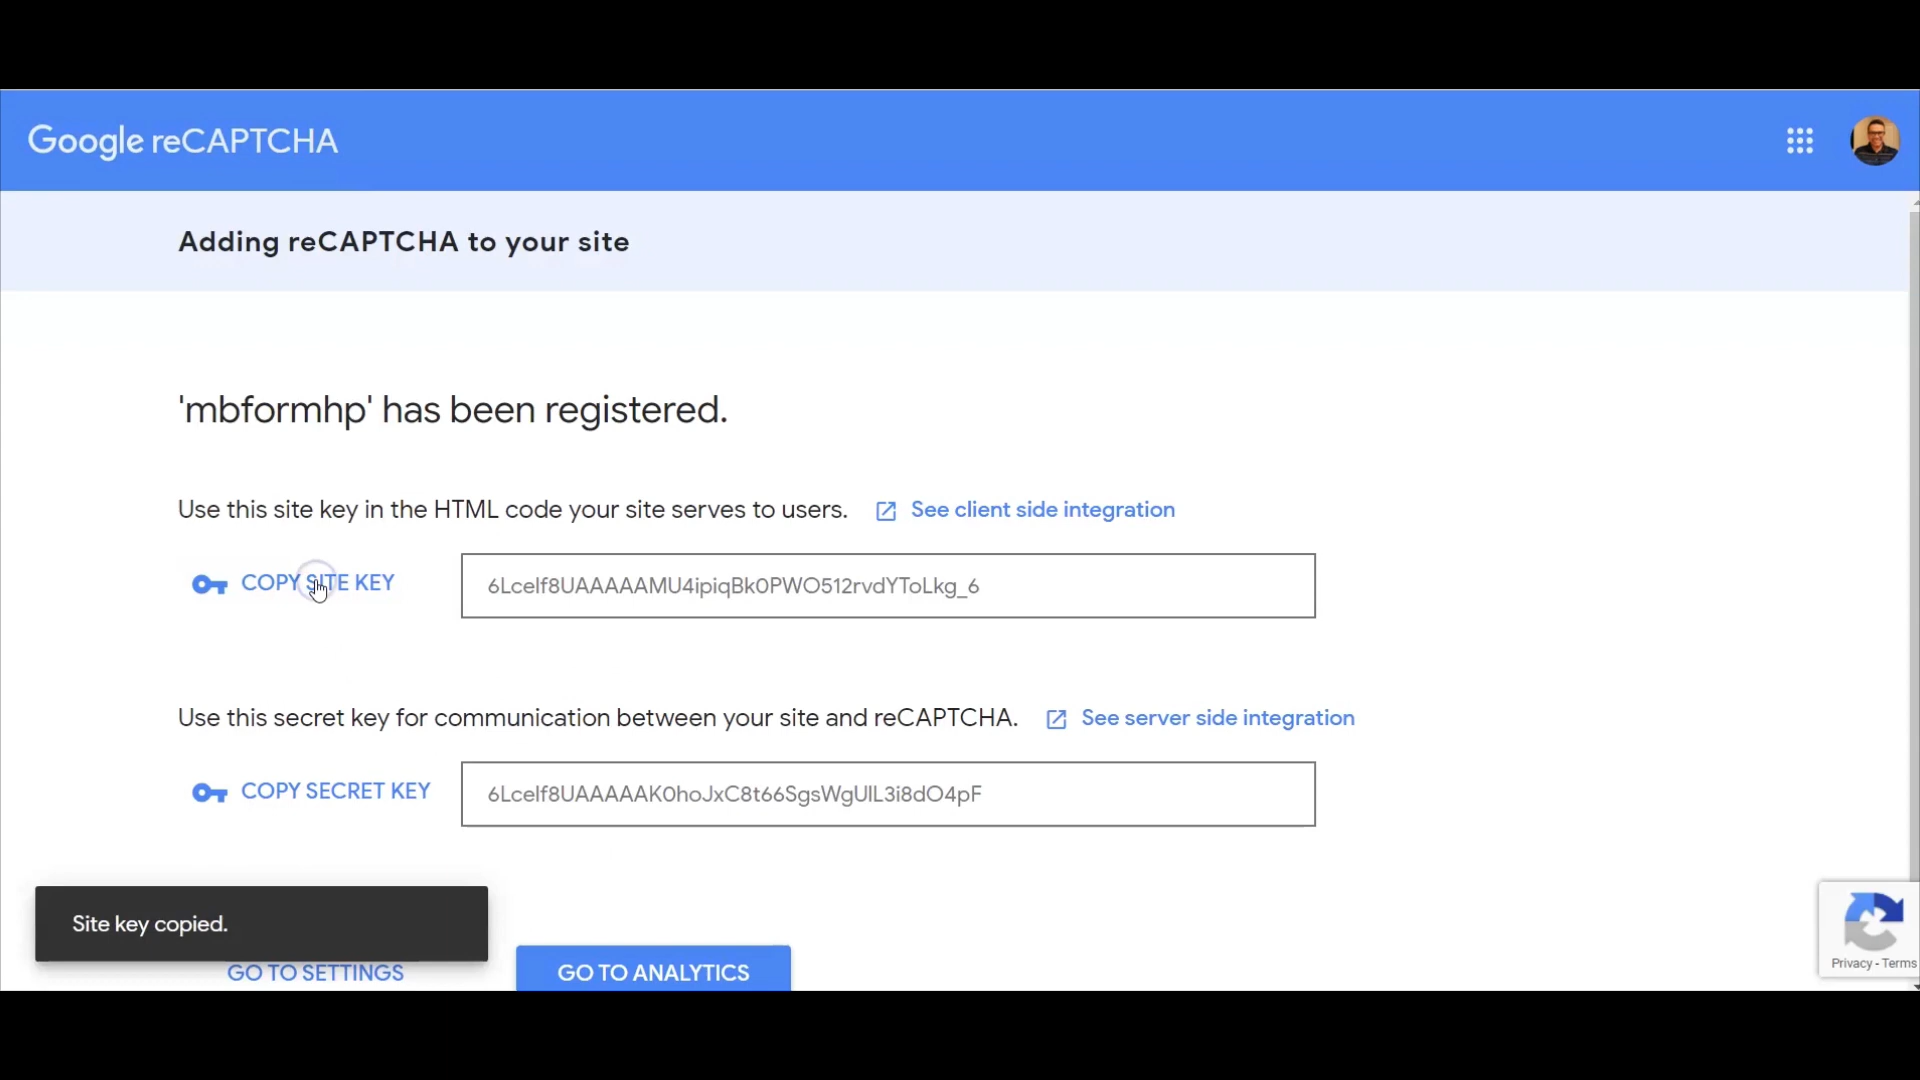 Google reCAPTCHA
Adding reCAPTCHA to your site
'mbformhp' has been registered.
Use this site key in the HTML code your site serves to users. See client side integration
COPY SITE KEY 6LceIf8UAAAAAMU4ipiqBk0PWO512rvdYToLkg_6
Use this secret key for communication between your site and reCAPTCHA. See server side integration
COPY SECRET KEY 6LceIf8UAAAAAK0hoJxC8t66SgsWgUlL3i8dO4pF
Site key copied.
GO TO SETTINGS GO TO ANALYTICS
Privacy - Terms